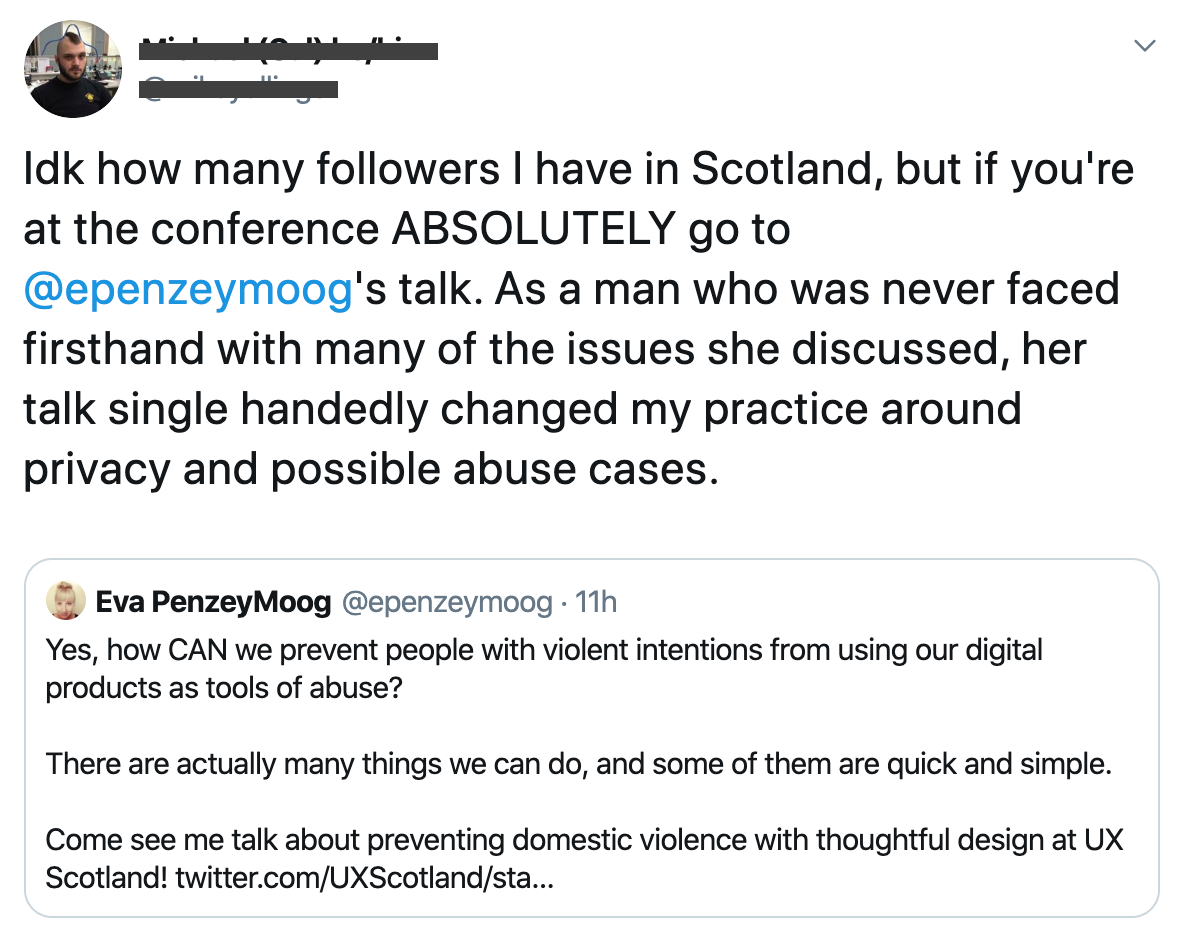 Idk how many followers I have in Scotland, but if you're
at the conference ABSOLUTELY go to
@epenzeymoog's talk. As a man who was never faced
firsthand with many of the issues she discussed, her
talk single handedly changed my practice around
privacy and possible abuse cases.
Eva PenzeyMoog @epenzeymoog · 11h
Yes, how CAN we prevent people with violent intentions from using our digital
products as tools of abuse?
There are actually many things we can do, and some of them are quick and simple.
Come see me talk about preventing domestic violence with thoughtful design at UX
Scotland! twitter.com/UXScotland/sta...